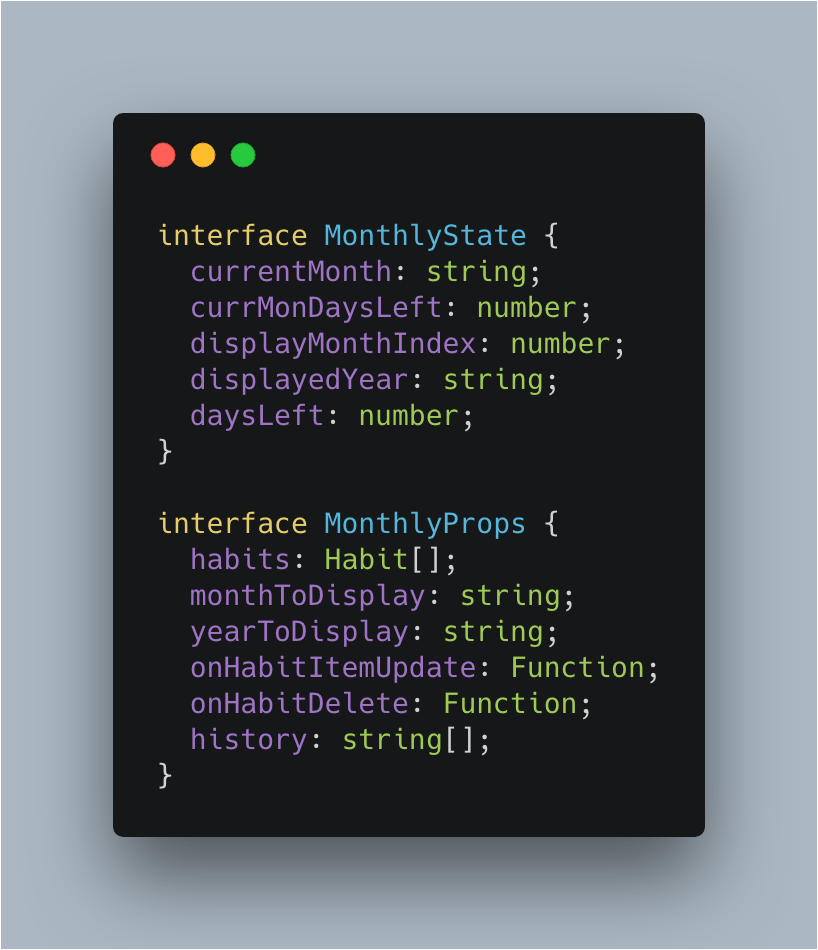 interface MonthlyState {
  currentMonth: string;
  currMonDaysLeft: number;
  displayMonthIndex: number;
  displayedYear: string;
  daysLeft: number;
}

interface MonthlyProps {
  habits: Habit[];
  monthToDisplay: string;
  yearToDisplay: string;
  onHabitItemUpdate: Function;
  onHabitDelete: Function;
  history: string[];
}